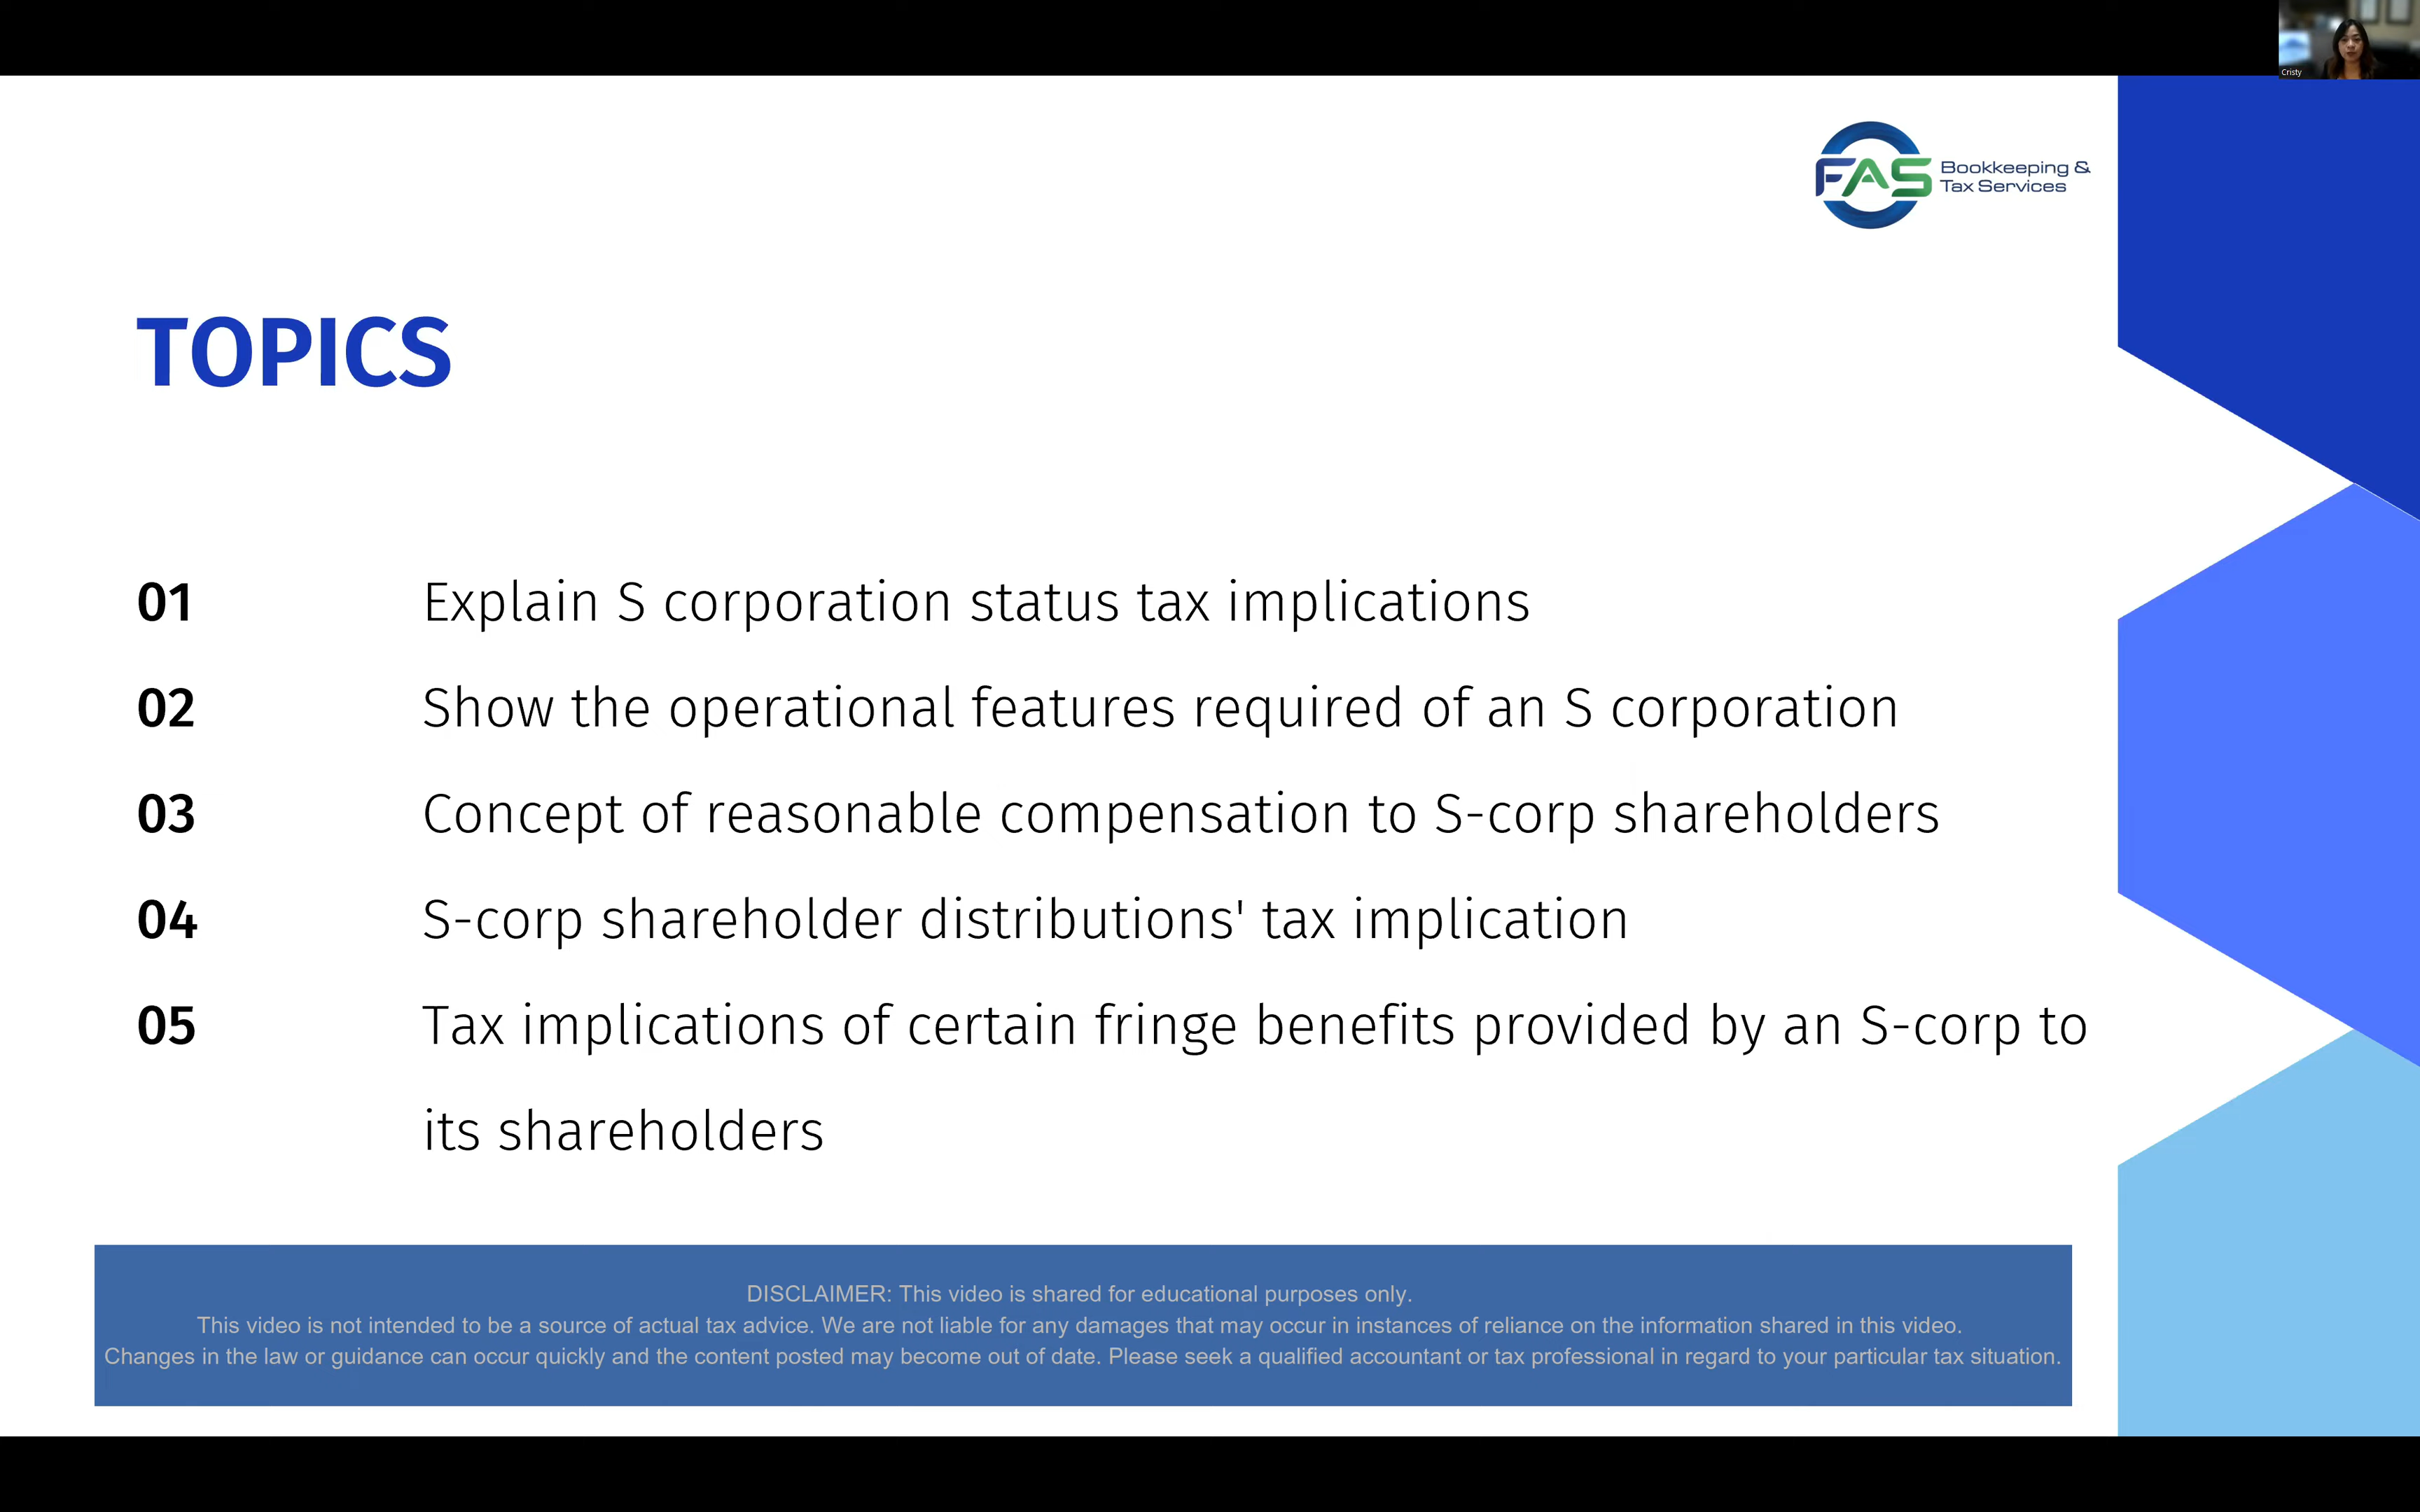 Cristy
FAS
Bookkeeping &
Tax Services
TOPICS
01 Explain S corporation status tax implications
02 Show the operational features required of an S corporation
03 Concept of reasonable compensation to S-corp shareholders
04 S-corp shareholder distributions' tax implication
05 Tax implications of certain fringe benefits provided by an S-corp to
its shareholders
DISCLAIMER: This video is shared for educational purposes only.
This video is not intended to be a source of actual tax advice. We are not liable for any damages that may occur in instances of reliance on the information shared in this video.
Changes in the law or guidance can occur quickly and the content posted may become out of date. Please seek a qualified accountant or tax professional in regard to your particular tax situation.